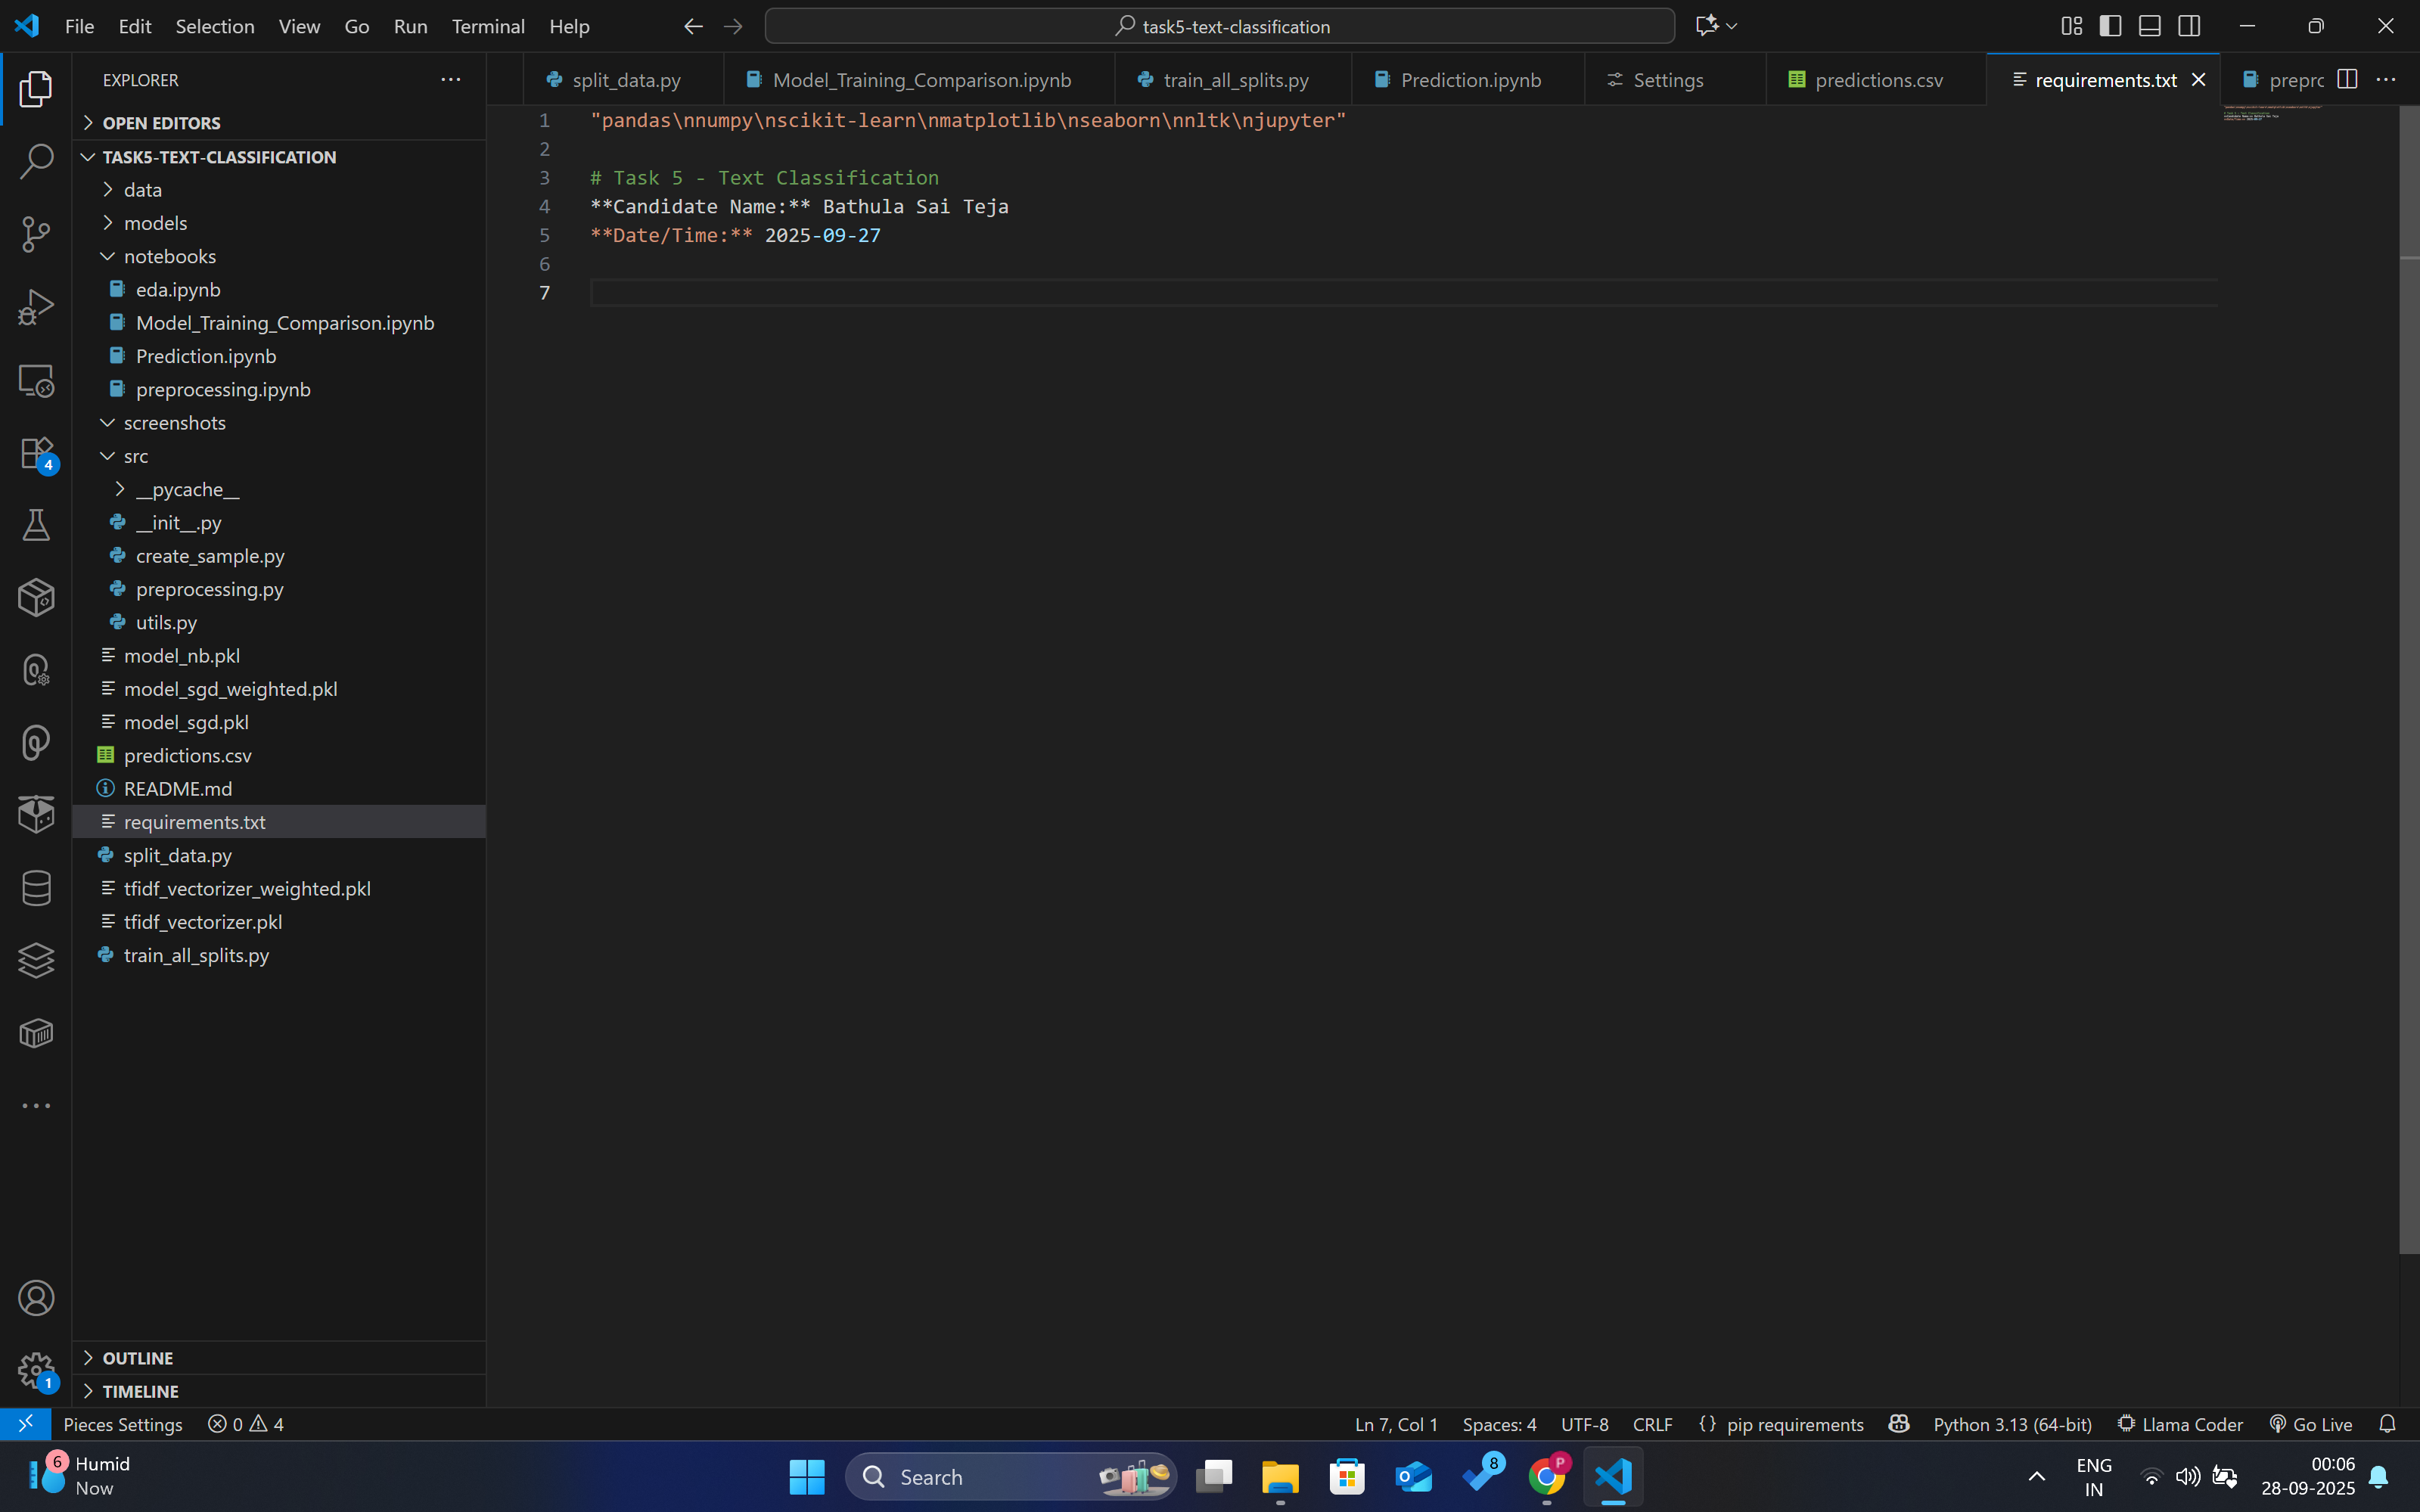 File Edit Selection View Go Run Terminal Help
task5-text-classification
EXPLORER
split_data.py
Model_Training_Comparison.ipynb
train_all_splits.py
Prediction.ipynb
Settings
predictions.csv
requirements.txt
prepro
OPEN EDITORS
TASK5-TEXT-CLASSIFICATION
data
models
notebooks
eda.ipynb
Model_Training_Comparison.ipynb
Prediction.ipynb
preprocessing.ipynb
screenshots
src
__pycache__
__init__.py
create_sample.py
preprocessing.py
utils.py
model_nb.pkl
model_sgd_weighted.pkl
model_sgd.pkl
predictions.csv
README.md
requirements.txt
split_data.py
tfidf_vectorizer_weighted.pkl
tfidf_vectorizer.pkl
train_all_splits.py
OUTLINE
TIMELINE
4
1
1 "pandas\nnumpy\nscikit-learn\nmatplotlib\nseaborn\nnltk\njupyter"
2
3 # Task 5 - Text Classification
4 **Candidate Name:** Bathula Sai Teja
5 **Date/Time:** 2025-09-27
6
7
Pieces Settings 0 4 Ln 7, Col 1 Spaces: 4 UTF-8 CRLF {} pip requirements Python 3.13 (64-bit) Llama Coder Go Live
6
Humid
Now
Search
8
P
ENG
IN
00:06
28-09-2025